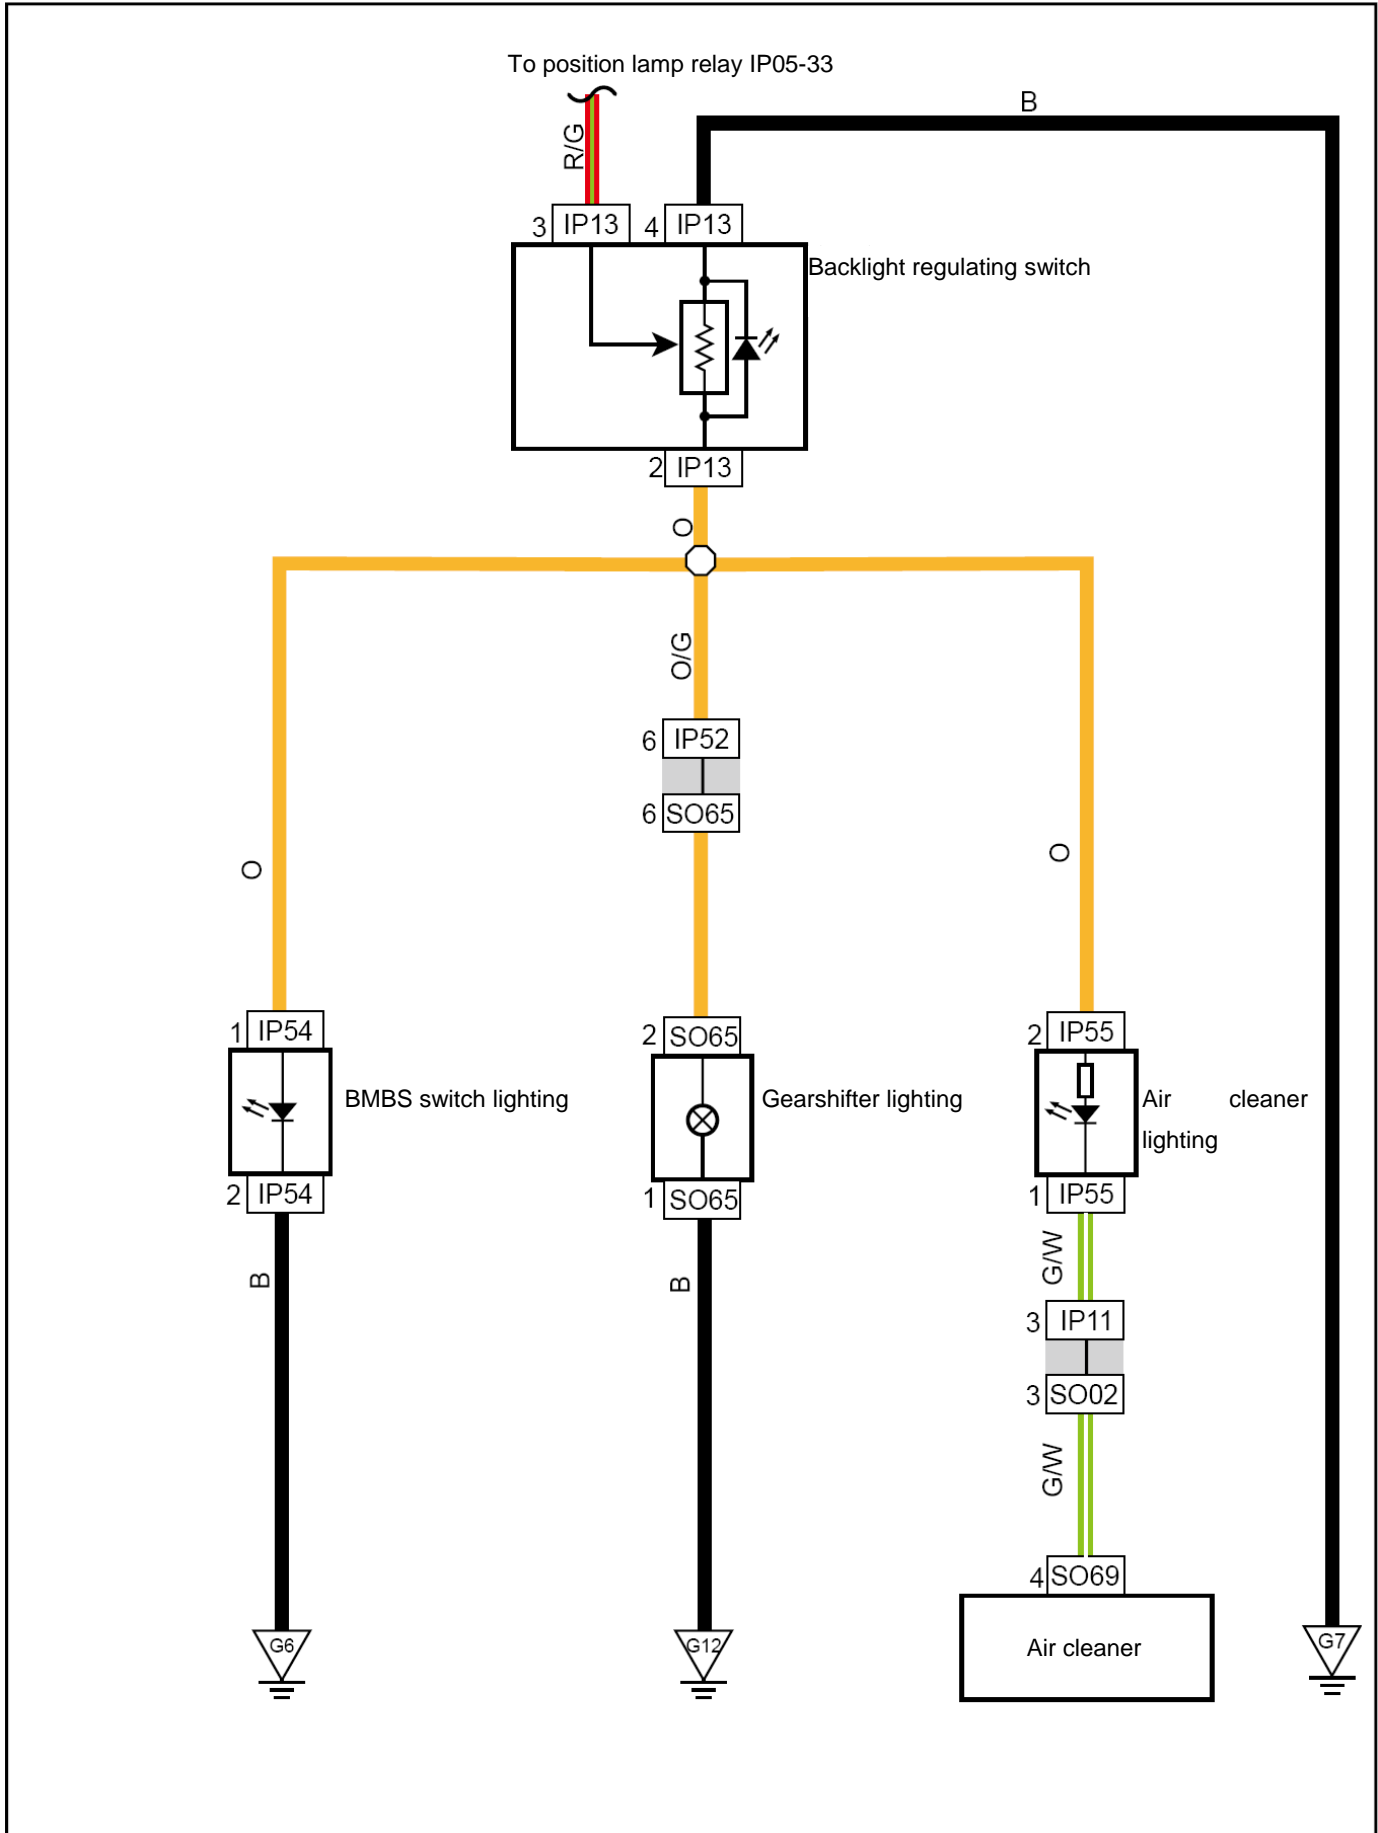 To position lamp relay IP05-33
B
R/G
3 IP13 4 IP13
Backlight regulating switch
2 IP13
O
O/G
6 IP52
6 SO65
O
O
1 IP54
2 SO65
2 IP55
BMBS switch lighting
Gearshifter lighting
Air cleaner
lighting
2 IP54
1 SO65
1 IP55
B
B
G/W
3 IP11
3 SO02
G/W
4 SO69
Air cleaner
G6
G12
G7